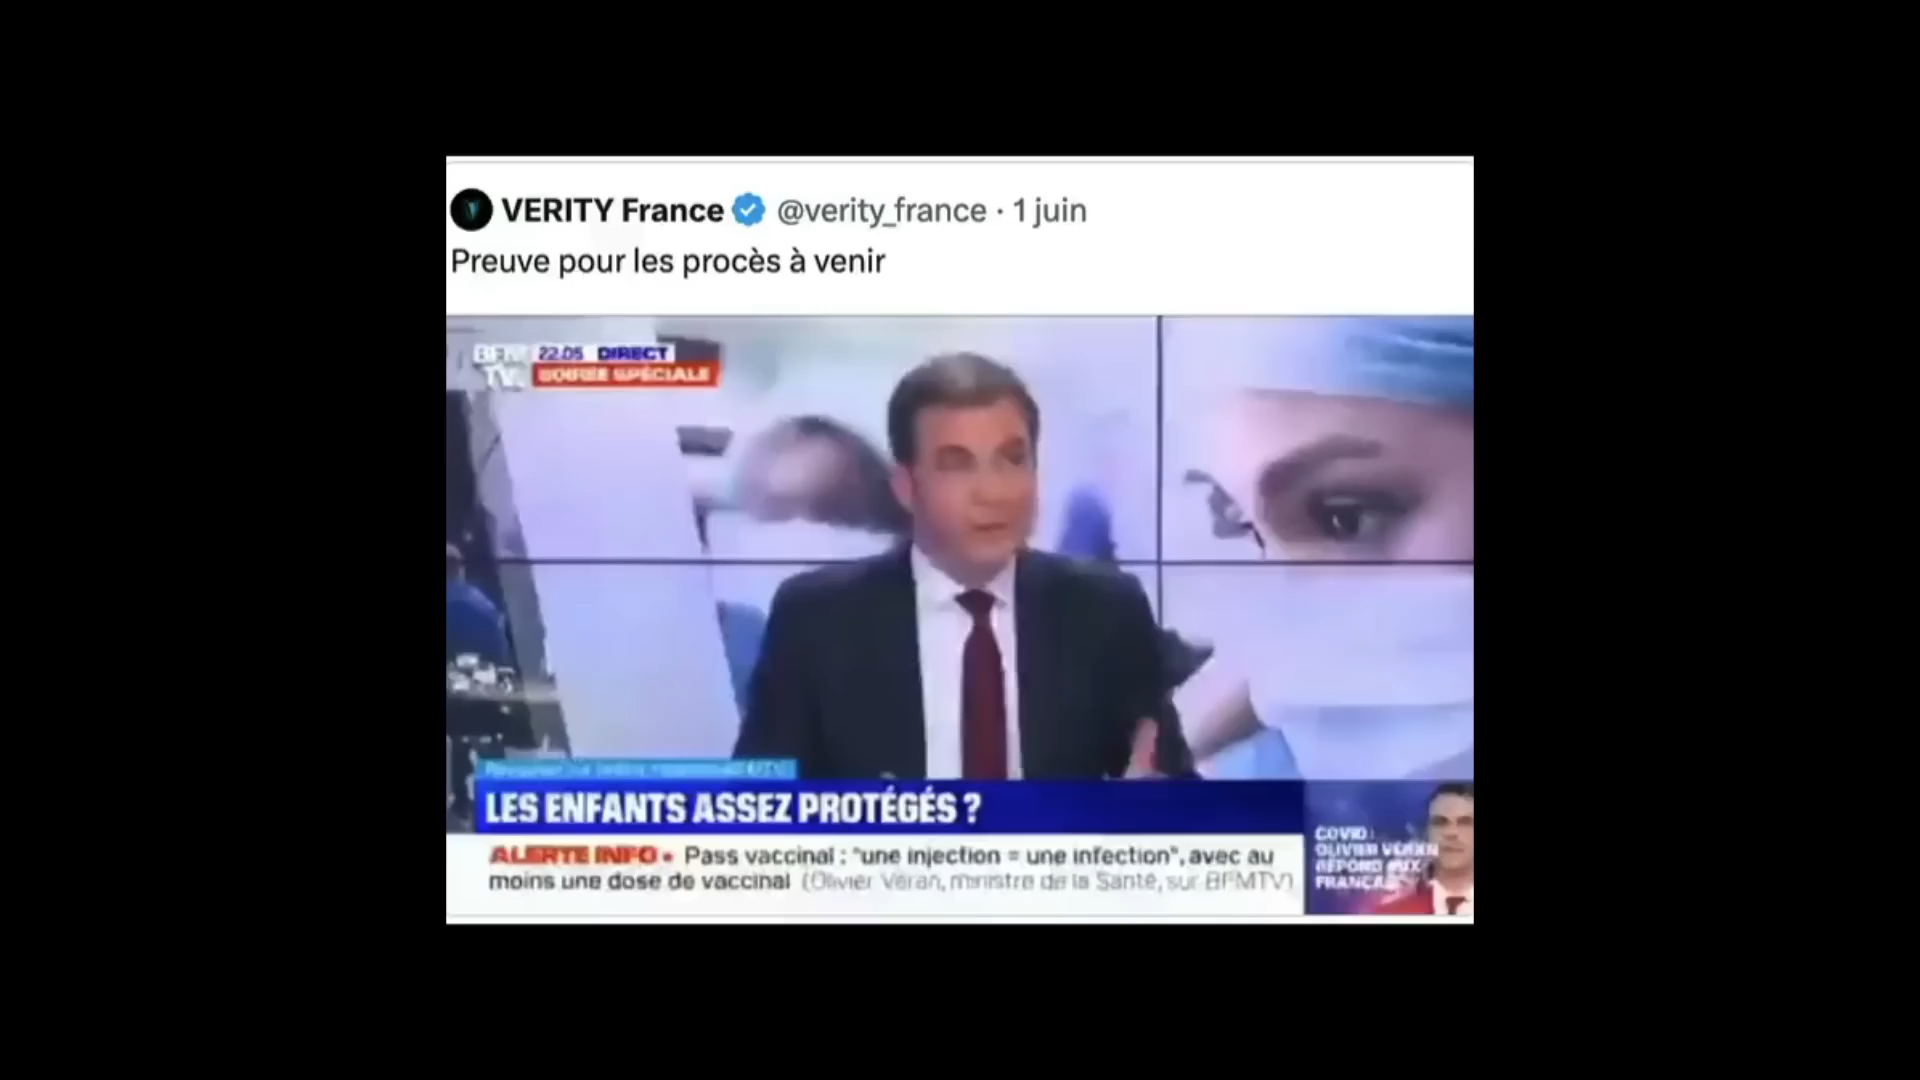 VERITY France @verity_france · 1 juin
Preuve pour les procès à venir
BFM 22:05 DIRECT
TV. SOIRÉE SPÉCIALE
LES ENFANTS ASSEZ PROTÉGÉS ?
ALERTE INFO • Pass vaccinal : "une injection = une infection", avec au
moins une dose de vaccinal (Olivier Véran, ministre de la Santé, sur BFMTV)
COVID :
OLIVIER VÉRAN
RÉPOND AUX
FRANÇAIS